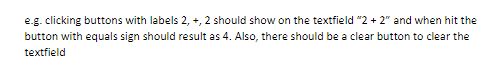 e.g. clicking buttons with labels 2, +, 2 should show on the textfield “2 + 2” and when hit the
button with equals sign should result as 4. Also, there should be a clear button to clear the
textfield